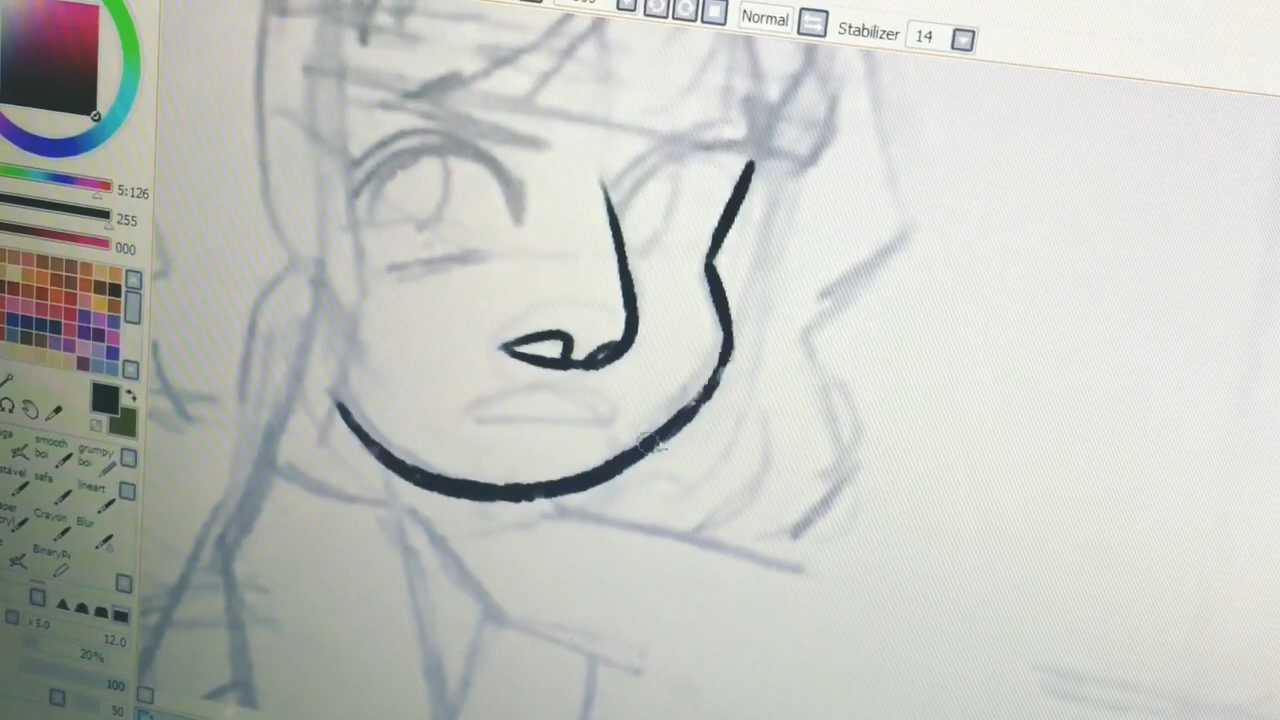 Normal
Stabilizer 14
5:126
255
000
smooth
boi
grumpy
boi
safa
lineart
Crayon
Blur
x 5.0
12.0
20%
100
50